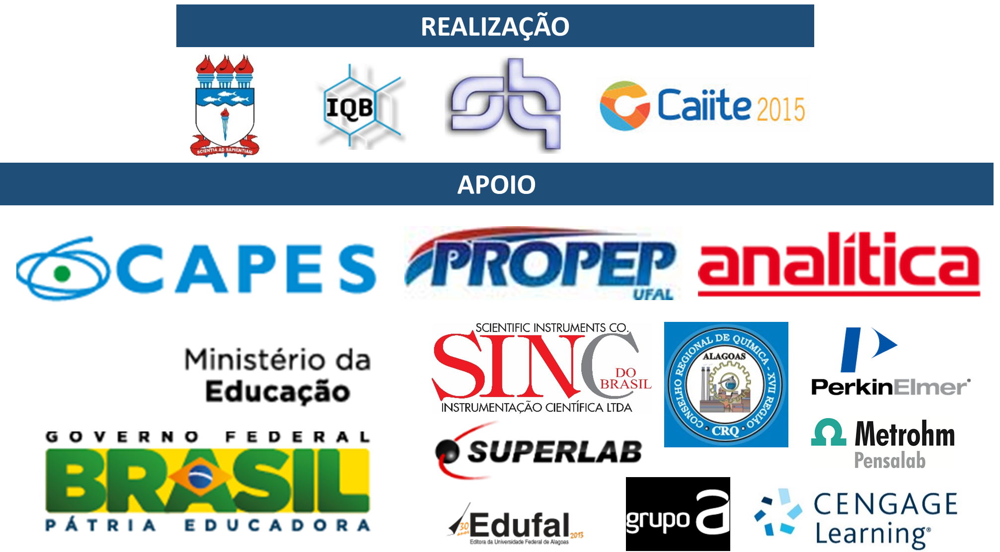 REALIZAÇÃO
SCIENTIA AD SAPIENTIAM
IQB
sbq
Caiite 2015
APOIO
CAPES
PROPEP
UFAL
analítica
Ministério da
Educação
GOVERNO FEDERAL
BRASIL
PÁTRIA EDUCADORA
SCIENTIFIC INSTRUMENTS CO.
SINC
DO
BRASIL
INSTRUMENTAÇÃO CIENTÍFICA LTDA
CONSELHO REGIONAL DE QUÍMICA - XVII REGIÃO
ALAGOAS
· CRQ ·
PerkinElmer®
SUPERLAB
Metrohm
Pensalab
30
anos
Edufal
2013
Editora da Universidade Federal de Alagoas
grupo a
CENGAGE
Learning®